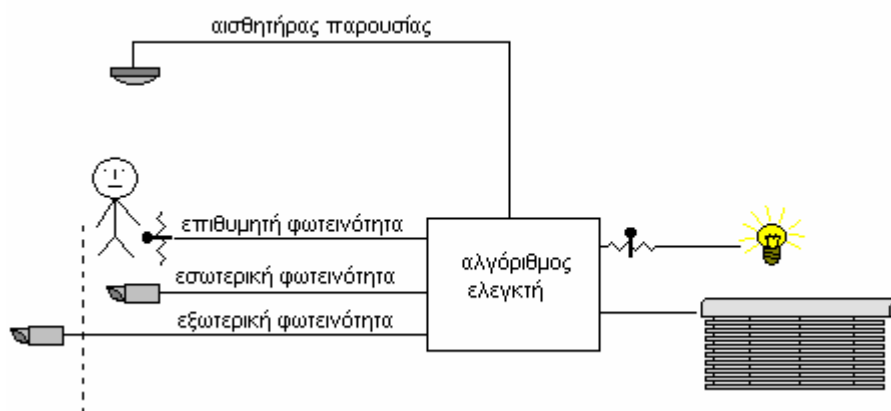 αισθητήρας παρουσίας
επιθυμητή φωτεινότητα
εσωτερική φωτεινότητα
εξωτερική φωτεινότητα
αλγόριθμος
ελεγκτή